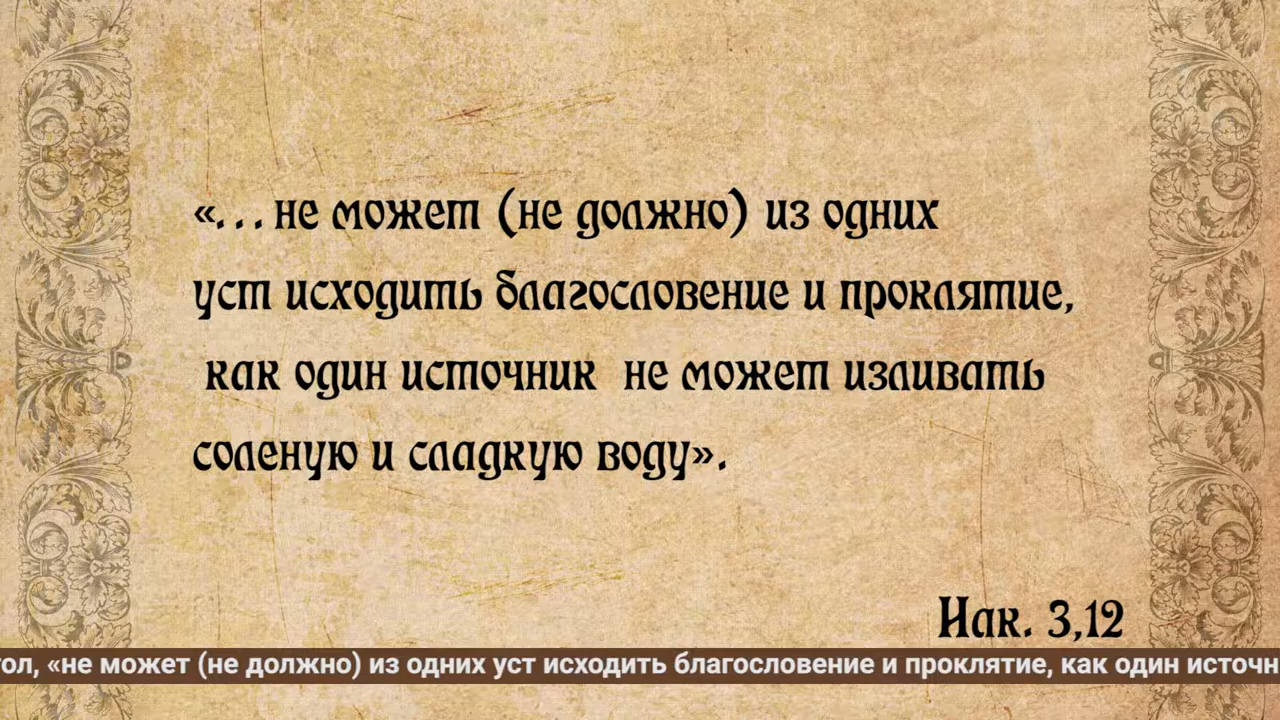 «...не может (не должно) из одних
уст исходить благословение и проклятие,
как один источник не может изливать
соленую и сладкую воду».
Иак. 3,12
тол, «не может (не должно) из одних уст исходить благословение и проклятие, как один источн